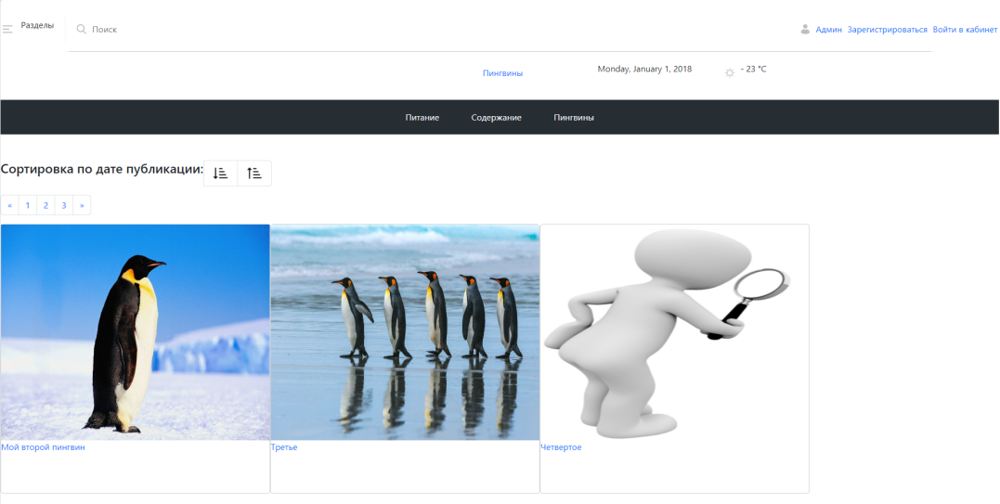 Разделы
Поиск
Админ Зарегистрироваться Войти в кабинет
Пингвины
Monday, January 1, 2018
- 23 °C
Питание Содержание Пингвины
Сортировка по дате публикации:
« 1 2 3 »
Мой второй пингвин
Третье
Четвертое